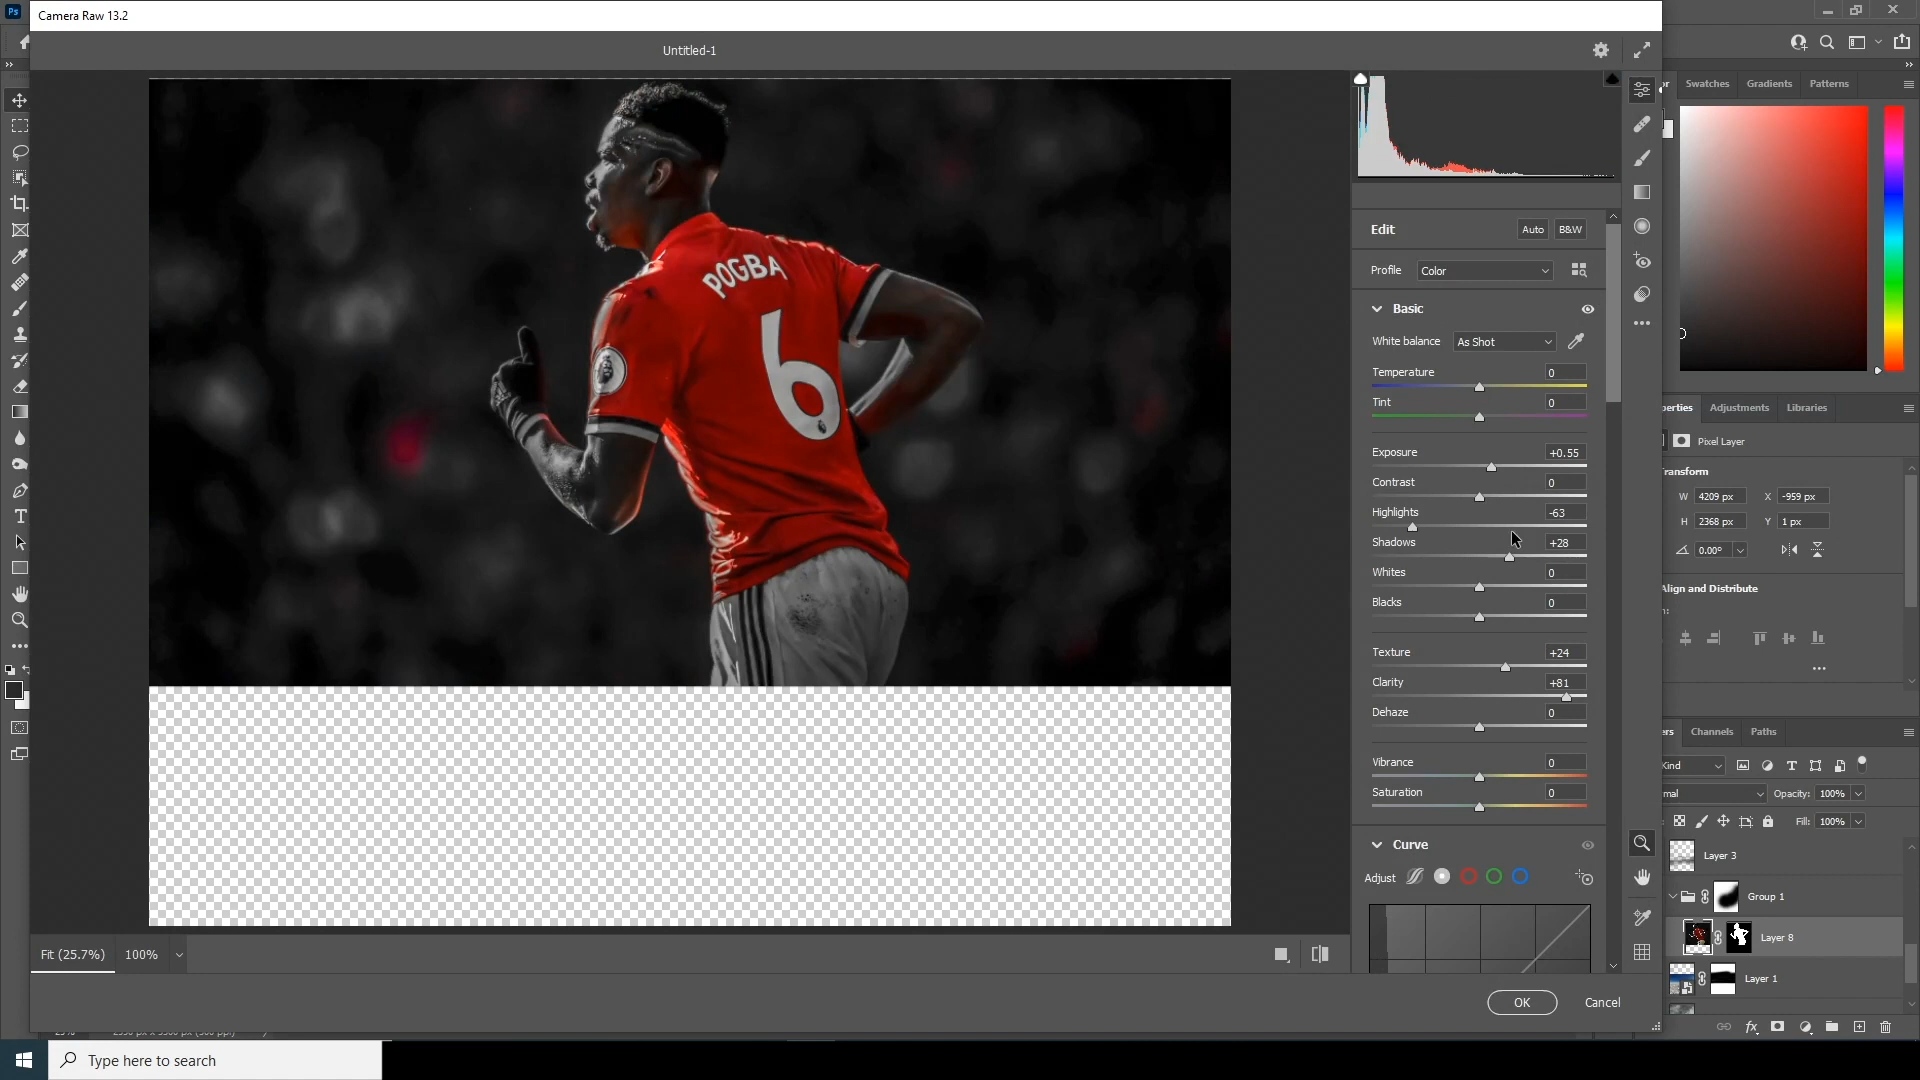 Camera Raw 13.2
Untitled-1
Swatches
Gradients
Patterns
POGBA
6
Edit
Auto
B&W
Profile
Color
Basic
White balance
As Shot
Temperature
0
Tint
0
Exposure
+0.55
Contrast
0
Highlights
-63
Shadows
+28
Whites
0
Blacks
0
Texture
+24
Clarity
+81
Dehaze
0
Vibrance
0
Saturation
0
Curve
Adjust
Fit (25.7%)
100%
OK
Cancel
Adjustments
Libraries
Pixel Layer
W
4209 px
X
-959 px
H
2368 px
Y
1 px
0.00°
Align and Distribute
Channels
Paths
Opacity:
100%
Fill:
100%
Layer 3
Group 1
Layer 8
Layer 1
Type here to search